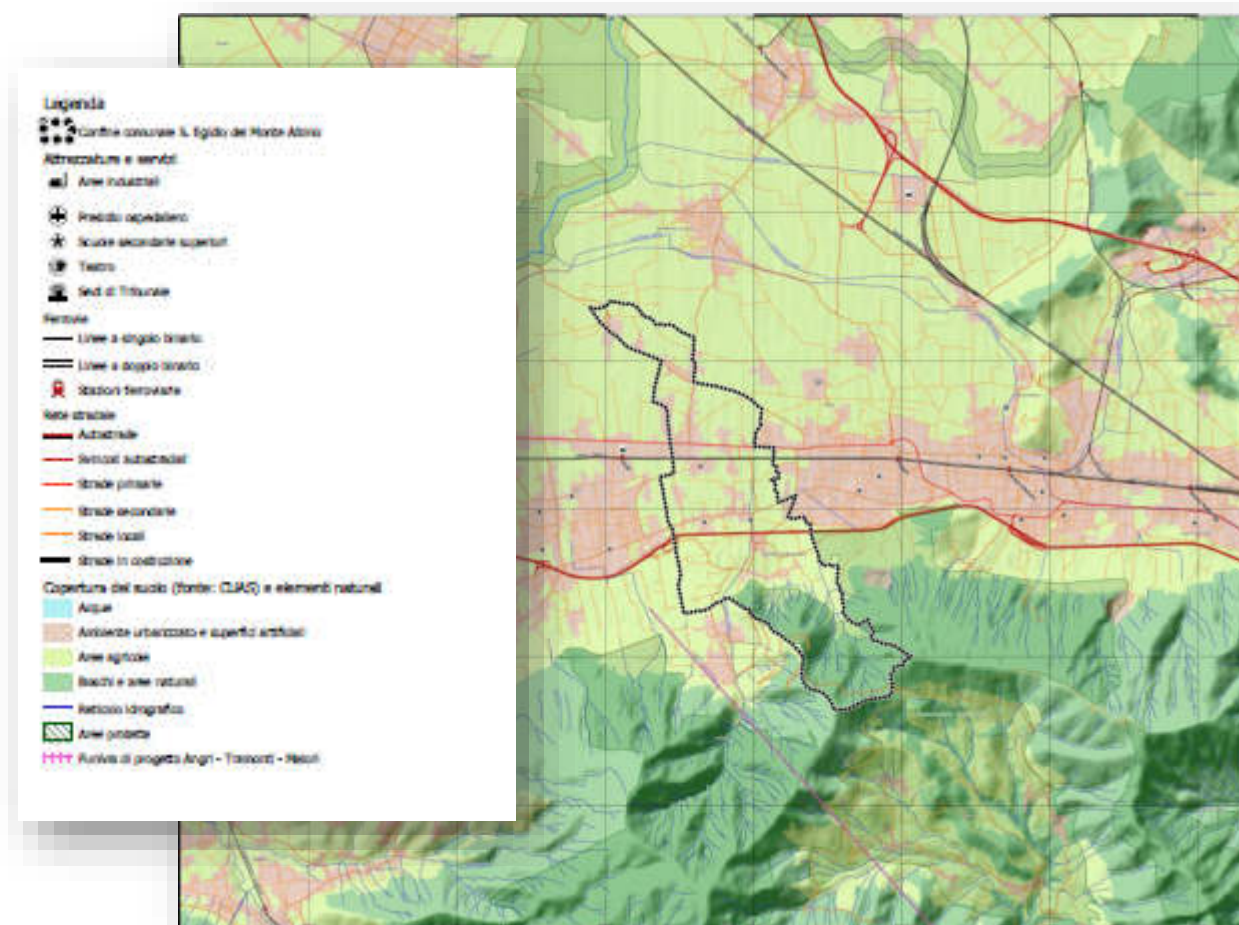 Legenda
Confine comunale S. Egidio del Monte Albino
Attrezzature e servizi
Aree industriali
Presidio ospedaliero
Scuole secondarie superiori
Teatro
Sedi di Tribunale
Ferrovie
Linee a singolo binario
Linee a doppio binario
Stazioni ferroviarie
Rete stradale
Autostrade
Svincoli autostradali
Strade primarie
Strade secondarie
Strade locali
Strade in costruzione
Copertura del suolo (fonte: CUAS) e elementi naturali
Acque
Ambiente urbanizzato e superfici artificiali
Aree agricole
Boschi e aree naturali
Reticolo idrografico
Aree protette
Funivia di progetto Angri - Tramonti - Maiori